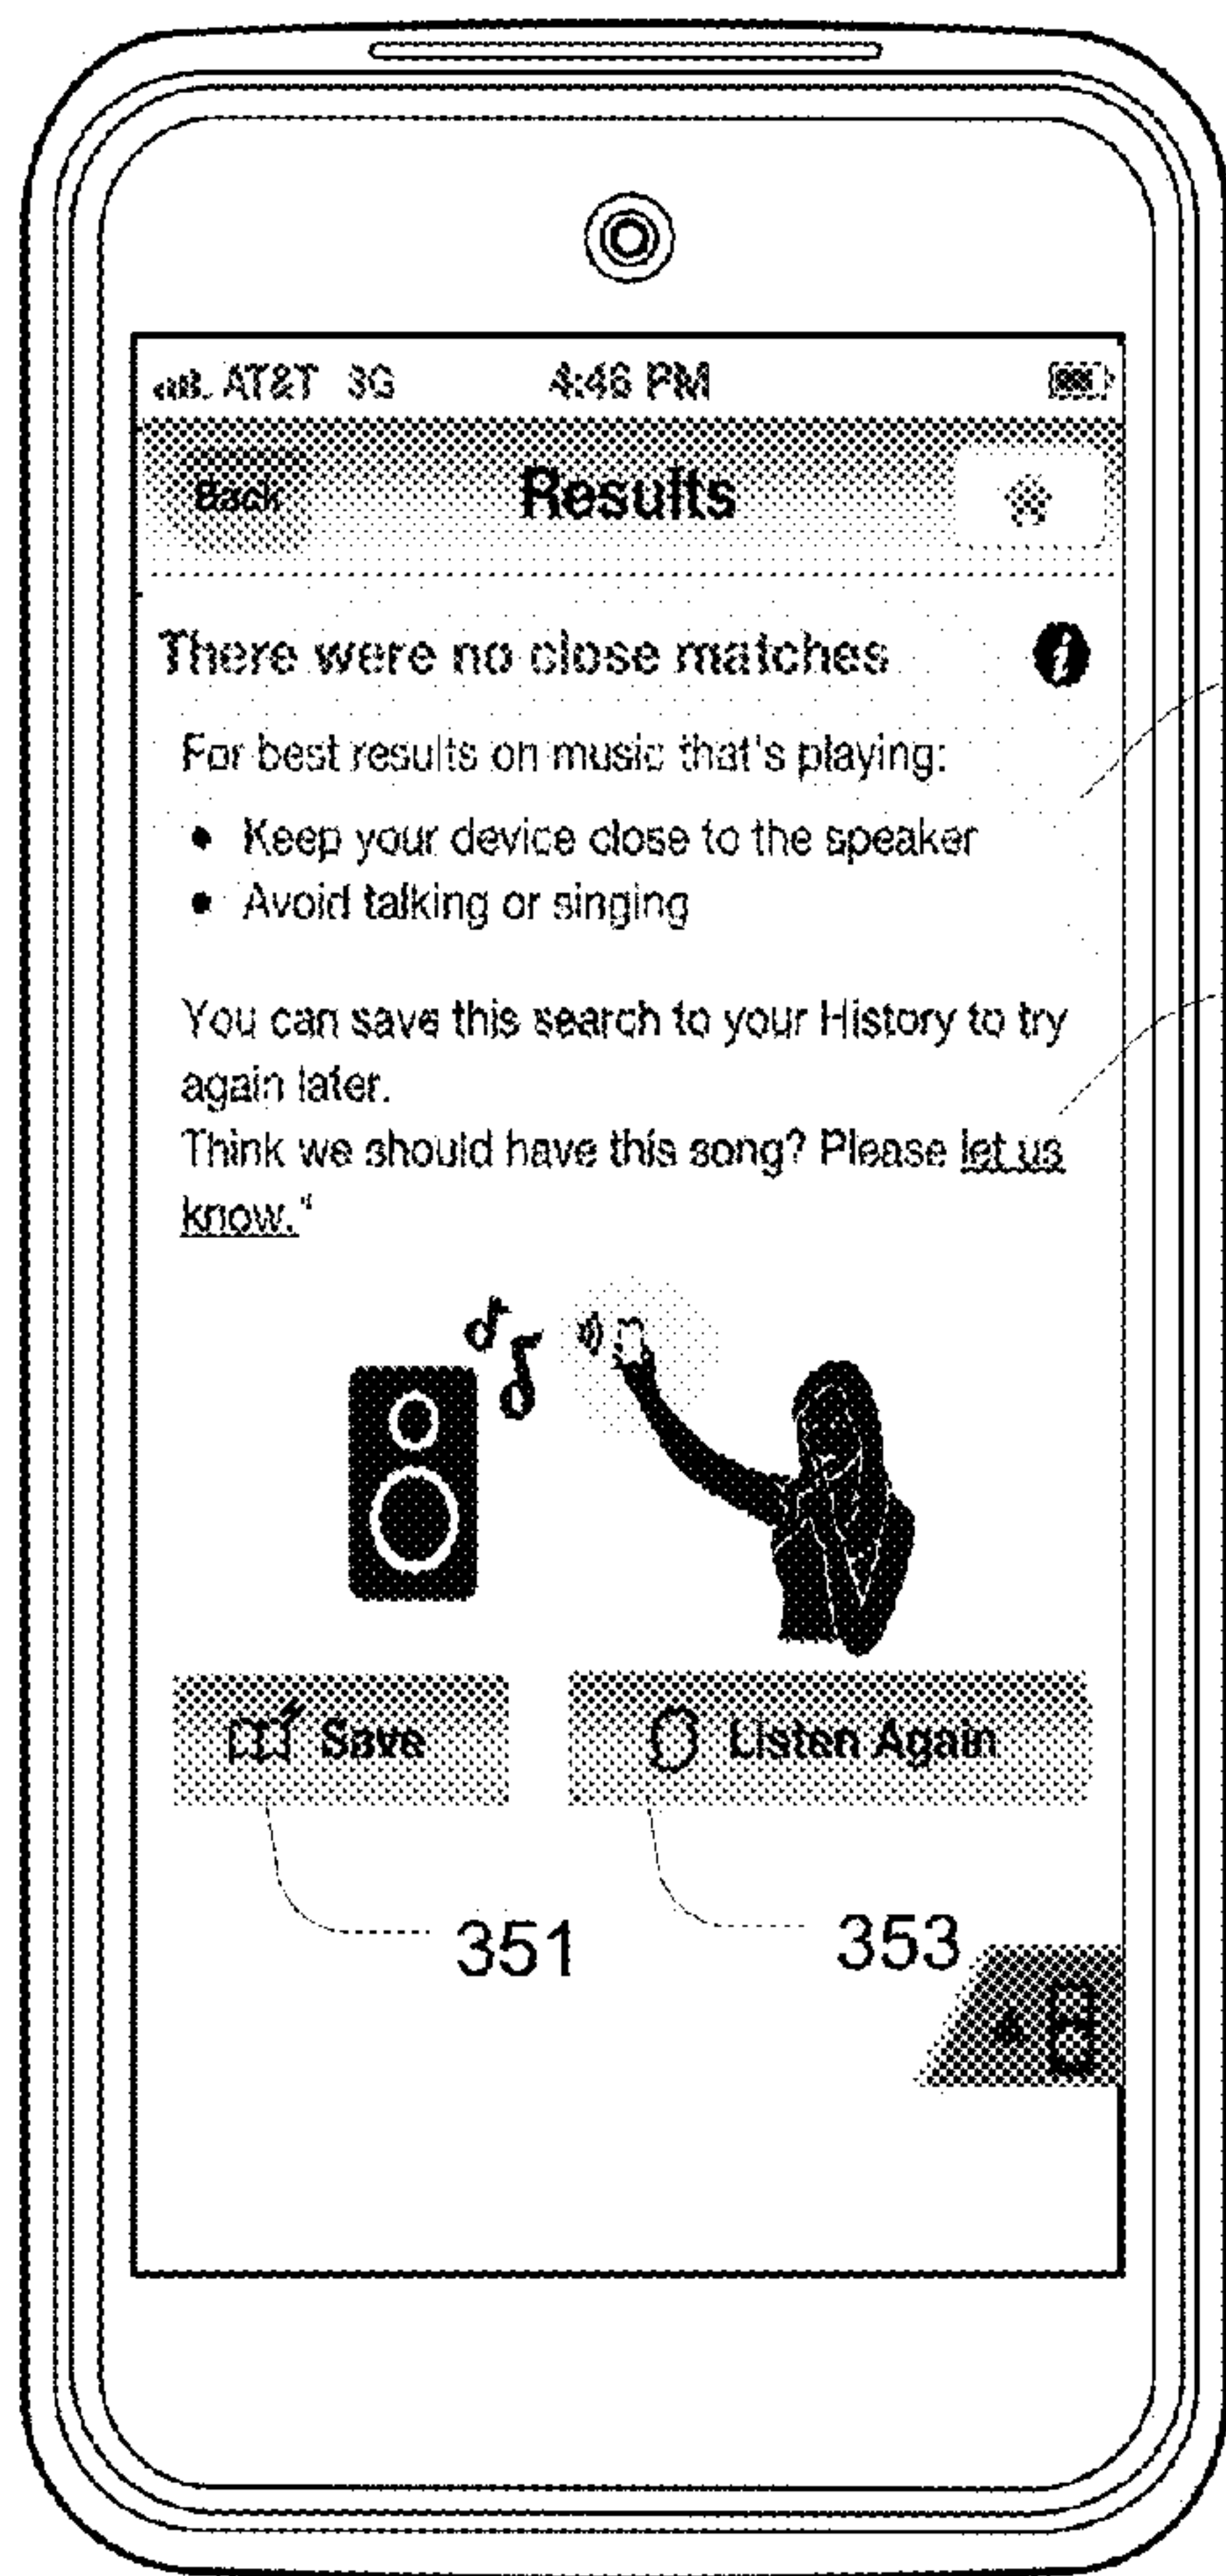 AT&T 3G 4:46 PM
Back Results
There were no close matches i
For best results on music that's playing:
• Keep your device close to the speaker
• Avoid talking or singing
You can save this search to your History to try
again later.
Think we should have this song? Please let us
know."
Save Listen Again
351 353